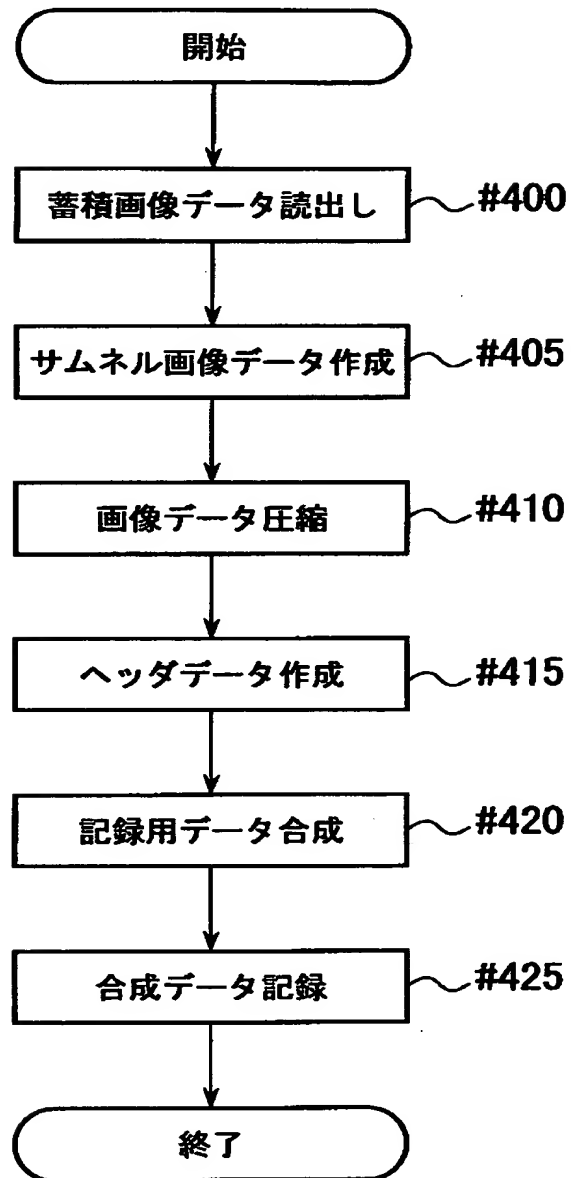 開始
蓄積画像データ読出し #400
サムネル画像データ作成 #405
画像データ圧縮 #410
ヘッダデータ作成 #415
記録用データ合成 #420
合成データ記録 #425
終了